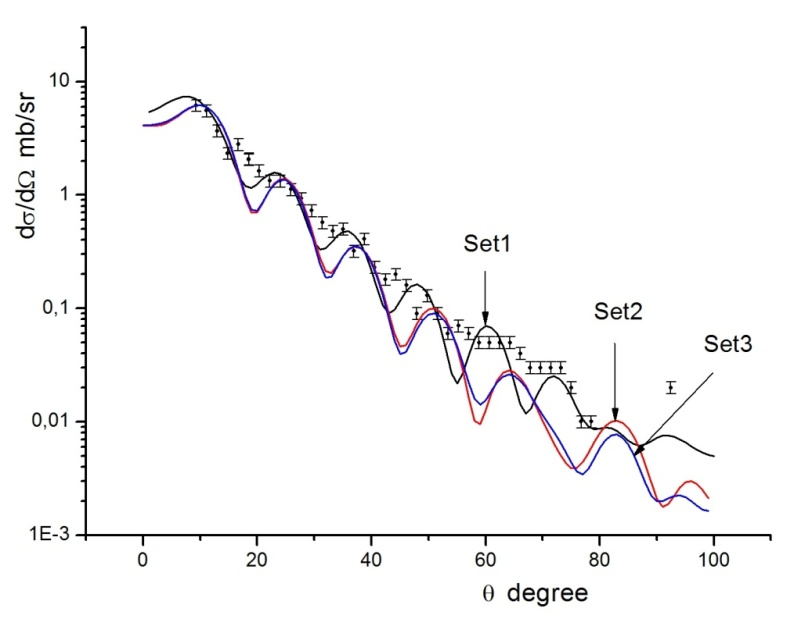 dσ/dΩ mb/sr
10
1
0,1
0,01
1E-3
Set1
Set2
Set3
0 20 40 60 80 100
θ degree